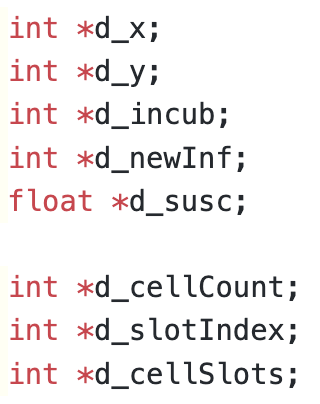 int *d_x;
int *d_y;
int *d_incub;
int *d_newInf;
float *d_susc;

int *d_cellCount;
int *d_slotIndex;
int *d_cellSlots;